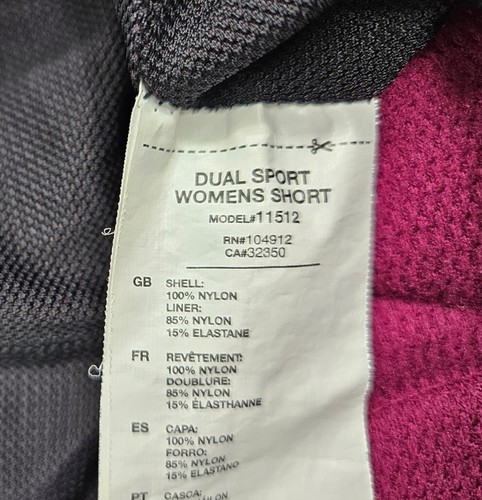 DUAL SPORT
WOMENS SHORT
MODEL#11512
RN#104912
CA#32350
GB SHELL:
100% NYLON
LINER:
85% NYLON
15% ELASTANE
FR REVÊTEMENT:
100% NYLON
DOUBLURE:
85% NYLON
15% ÉLASTHANNE
ES CAPA:
100% NYLON
FORRO:
85% NYLON
15% ELASTANO
PT CASCA: